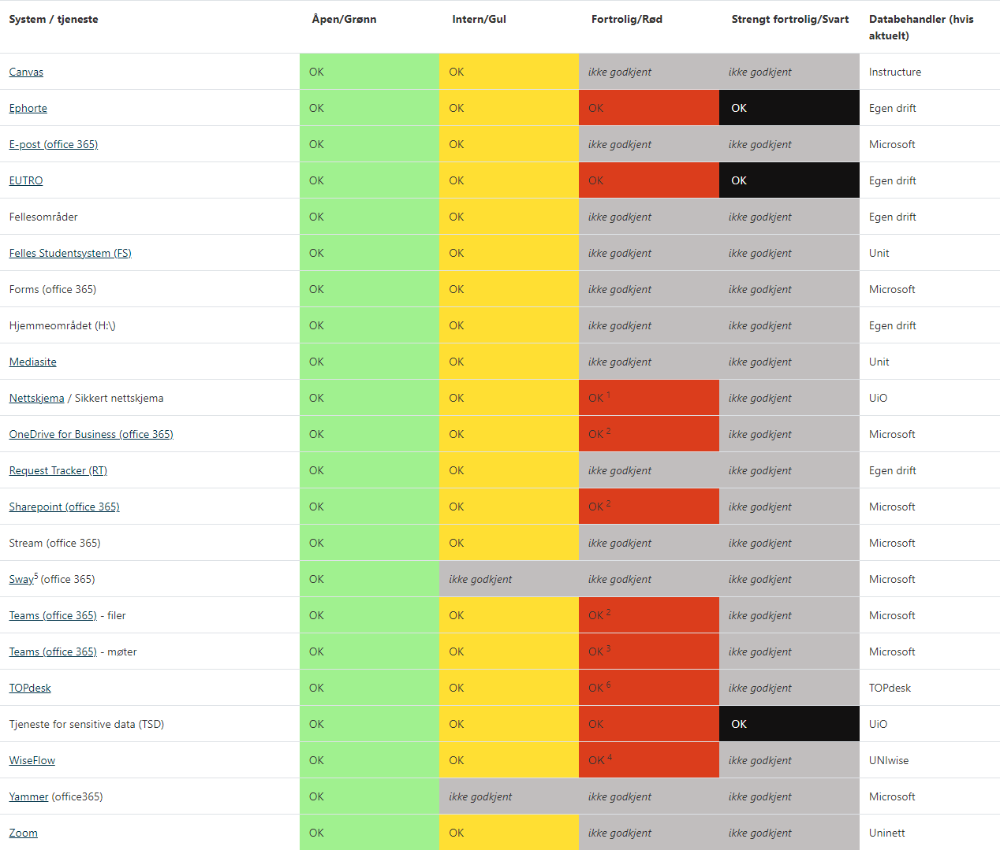 System / tjeneste Åpen/Grønn Intern/Gul Fortrolig/Rød Strengt fortrolig/Svart Databehandler (hvis
aktuelt)
Canvas OK OK ikke godkjent ikke godkjent Instructure
Ephorte OK OK OK OK Egen drift
E-post (office 365) OK OK ikke godkjent ikke godkjent Microsoft
EUTRO OK OK OK OK Egen drift
Fellesområder OK OK ikke godkjent ikke godkjent Egen drift
Felles Studentsystem (FS) OK OK ikke godkjent ikke godkjent Unit
Forms (office 365) OK OK ikke godkjent ikke godkjent Microsoft
Hjemmeområdet (H:\) OK OK ikke godkjent ikke godkjent Egen drift
Mediasite OK OK ikke godkjent ikke godkjent Unit
Nettskjema / Sikkert nettskjema OK OK OK 1 ikke godkjent UiO
OneDrive for Business (office 365) OK OK OK 2 ikke godkjent Microsoft
Request Tracker (RT) OK OK ikke godkjent ikke godkjent Egen drift
Sharepoint (office 365) OK OK OK 2 ikke godkjent Microsoft
Stream (office 365) OK OK ikke godkjent ikke godkjent Microsoft
Sway5 (office 365) OK ikke godkjent ikke godkjent ikke godkjent Microsoft
Teams (office 365) - filer OK OK OK 2 ikke godkjent Microsoft
Teams (office 365) - møter OK OK OK 3 ikke godkjent Microsoft
TOPdesk OK OK OK 6 ikke godkjent TOPdesk
Tjeneste for sensitive data (TSD) OK OK OK OK UiO
WiseFlow OK OK OK 4 ikke godkjent UNIwise
Yammer (office365) OK ikke godkjent ikke godkjent ikke godkjent Microsoft
Zoom OK OK ikke godkjent ikke godkjent Uninett